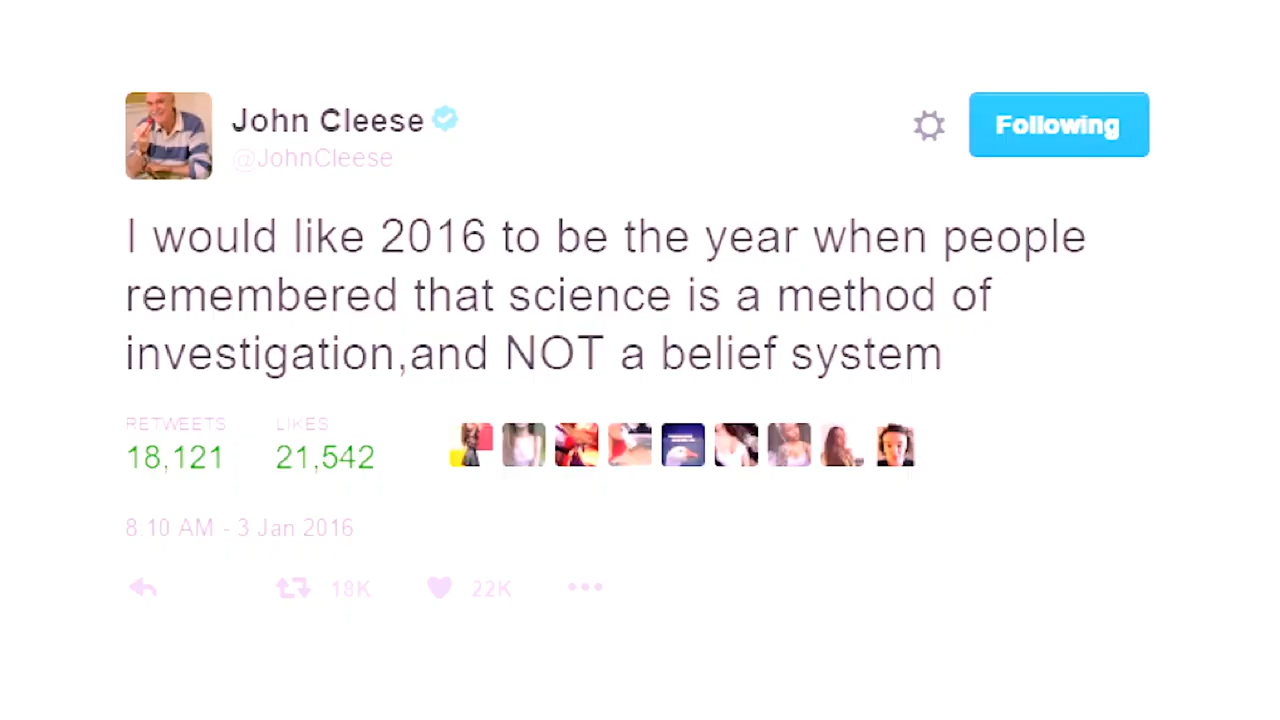 John Cleese
@JohnCleese
Following
I would like 2016 to be the year when people
remembered that science is a method of
investigation,and NOT a belief system
RETWEETS LIKES
18,121 21,542
8:10 AM - 3 Jan 2016
18K 22K